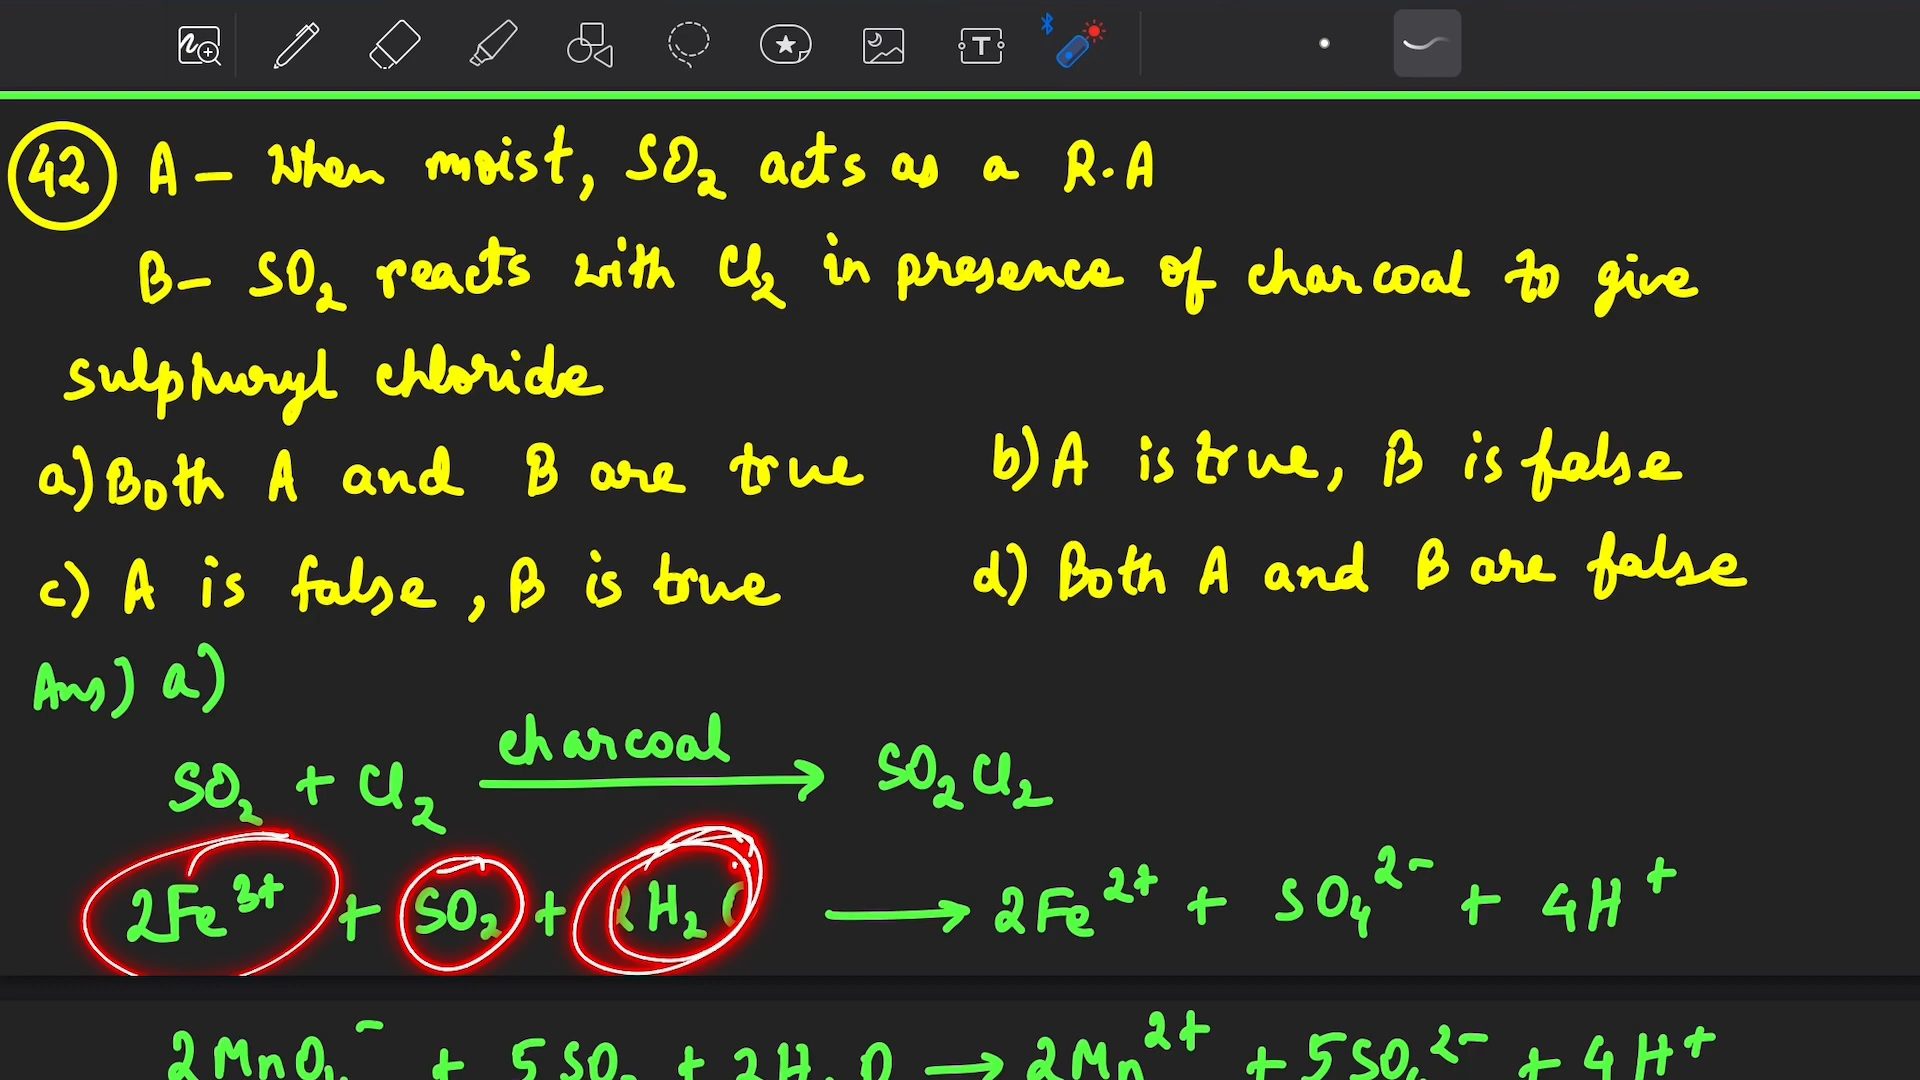 42 A - When moist, SO₂ acts as a R.A
B- SO₂ reacts with Cl₂ in presence of charcoal to give
sulphuryl chloride
a) Both A and B are true
b) A is true, B is false
c) A is false, B is true
d) Both A and B are false
Ans) a)
charcoal
SO₂ + Cl₂ → SO₂Cl₂
2Fe³⁺ + SO₂ + 2H₂O → 2Fe²⁺ + SO₄²⁻ + 4H⁺
2MnO₄⁻ + 5SO₂ + 2H₂O → 2Mn²⁺ + 5SO₄²⁻ + 4H⁺